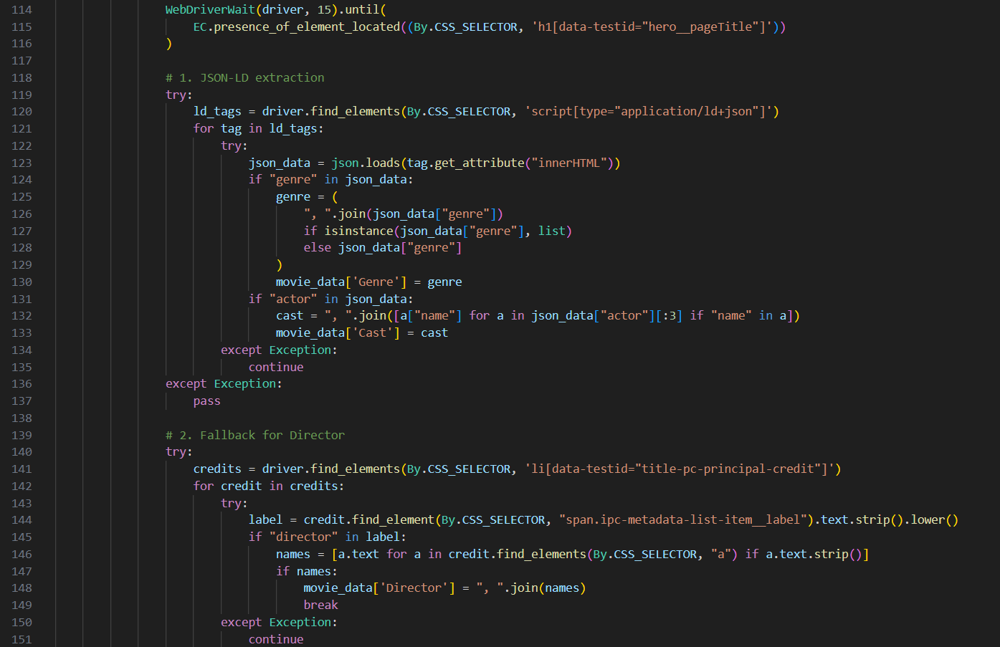 114 WebDriverWait(driver, 15).until(
115 EC.presence_of_element_located((By.CSS_SELECTOR, 'h1[data-testid="hero__pageTitle"]'))
116 )
117
118 # 1. JSON-LD extraction
119 try:
120 ld_tags = driver.find_elements(By.CSS_SELECTOR, 'script[type="application/ld+json"]')
121 for tag in ld_tags:
122 try:
123 json_data = json.loads(tag.get_attribute("innerHTML"))
124 if "genre" in json_data:
125 genre = (
126 ", ".join(json_data["genre"])
127 if isinstance(json_data["genre"], list)
128 else json_data["genre"]
129 )
130 movie_data['Genre'] = genre
131 if "actor" in json_data:
132 cast = ", ".join([a["name"] for a in json_data["actor"][:3] if "name" in a])
133 movie_data['Cast'] = cast
134 except Exception:
135 continue
136 except Exception:
137 pass
138
139 # 2. Fallback for Director
140 try:
141 credits = driver.find_elements(By.CSS_SELECTOR, 'li[data-testid="title-pc-principal-credit"]')
142 for credit in credits:
143 try:
144 label = credit.find_element(By.CSS_SELECTOR, "span.ipc-metadata-list-item__label").text.strip().lower()
145 if "director" in label:
146 names = [a.text for a in credit.find_elements(By.CSS_SELECTOR, "a") if a.text.strip()]
147 if names:
148 movie_data['Director'] = ", ".join(names)
149 break
150 except Exception:
151 continue